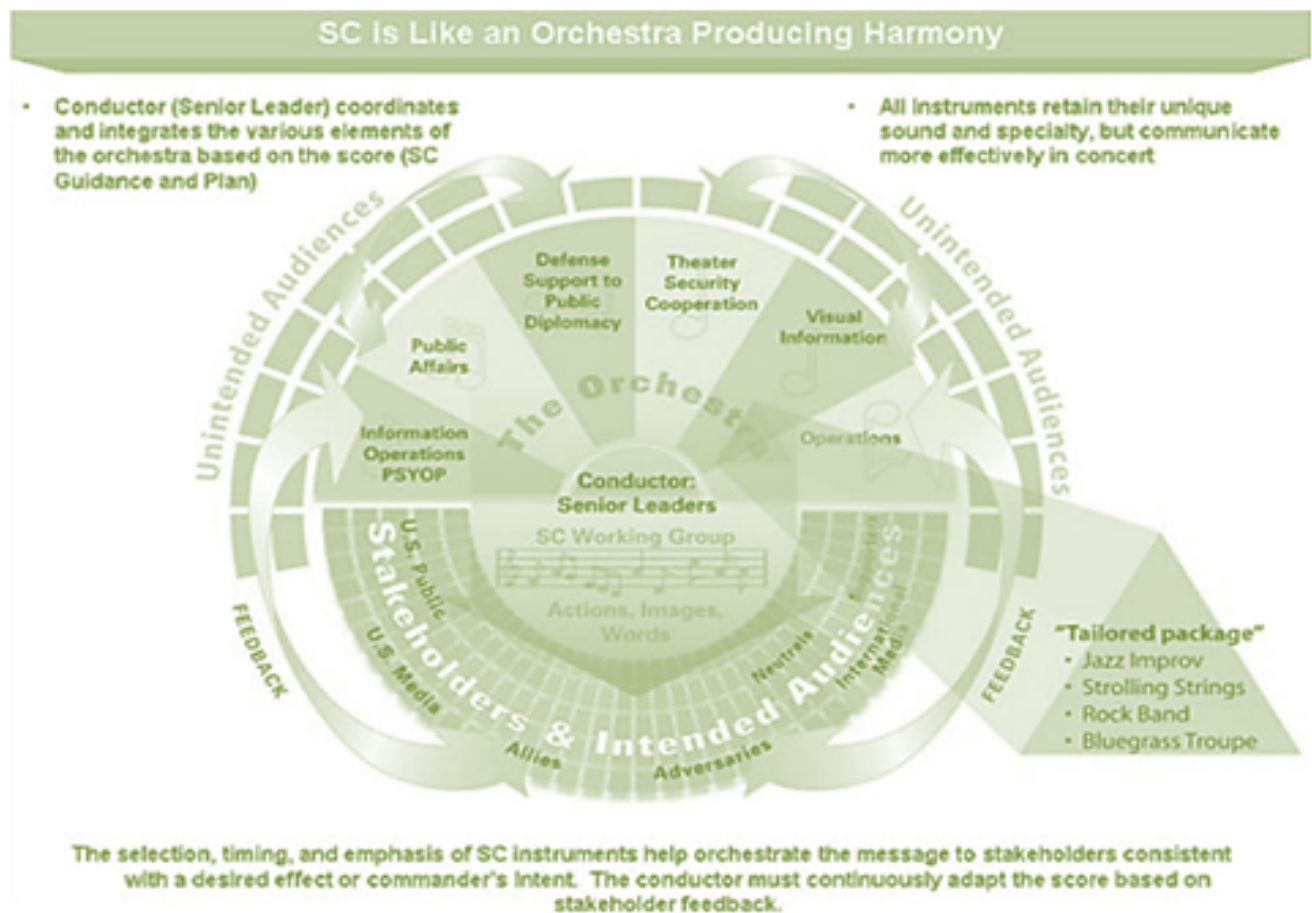 SC is Like an Orchestra Producing Harmony
• Conductor (Senior Leader) coordinates
and integrates the various elements of
the orchestra based on the score (SC
Guidance and Plan)
• All instruments retain their unique
sound and specialty, but communicate
more effectively in concert
Unintended Audiences
Unintended Audiences
Information
Operations
PSYOP
Public
Affairs
Defense
Support to
Public
Diplomacy
Theater
Security
Cooperation
Visual
Information
Operations
The Orchestra
Conductor:
Senior Leaders
SC Working Group
Actions, Images,
Words
Stakeholders & Intended Audiences
U.S. Public
U.S. Media
Allies
Adversaries
Neutrals
International
Media
FEEDBACK
FEEDBACK
"Tailored package"
• Jazz Improv
• Strolling Strings
• Rock Band
• Bluegrass Troupe
The selection, timing, and emphasis of SC instruments help orchestrate the message to stakeholders consistent
with a desired effect or commander's intent. The conductor must continuously adapt the score based on
stakeholder feedback.